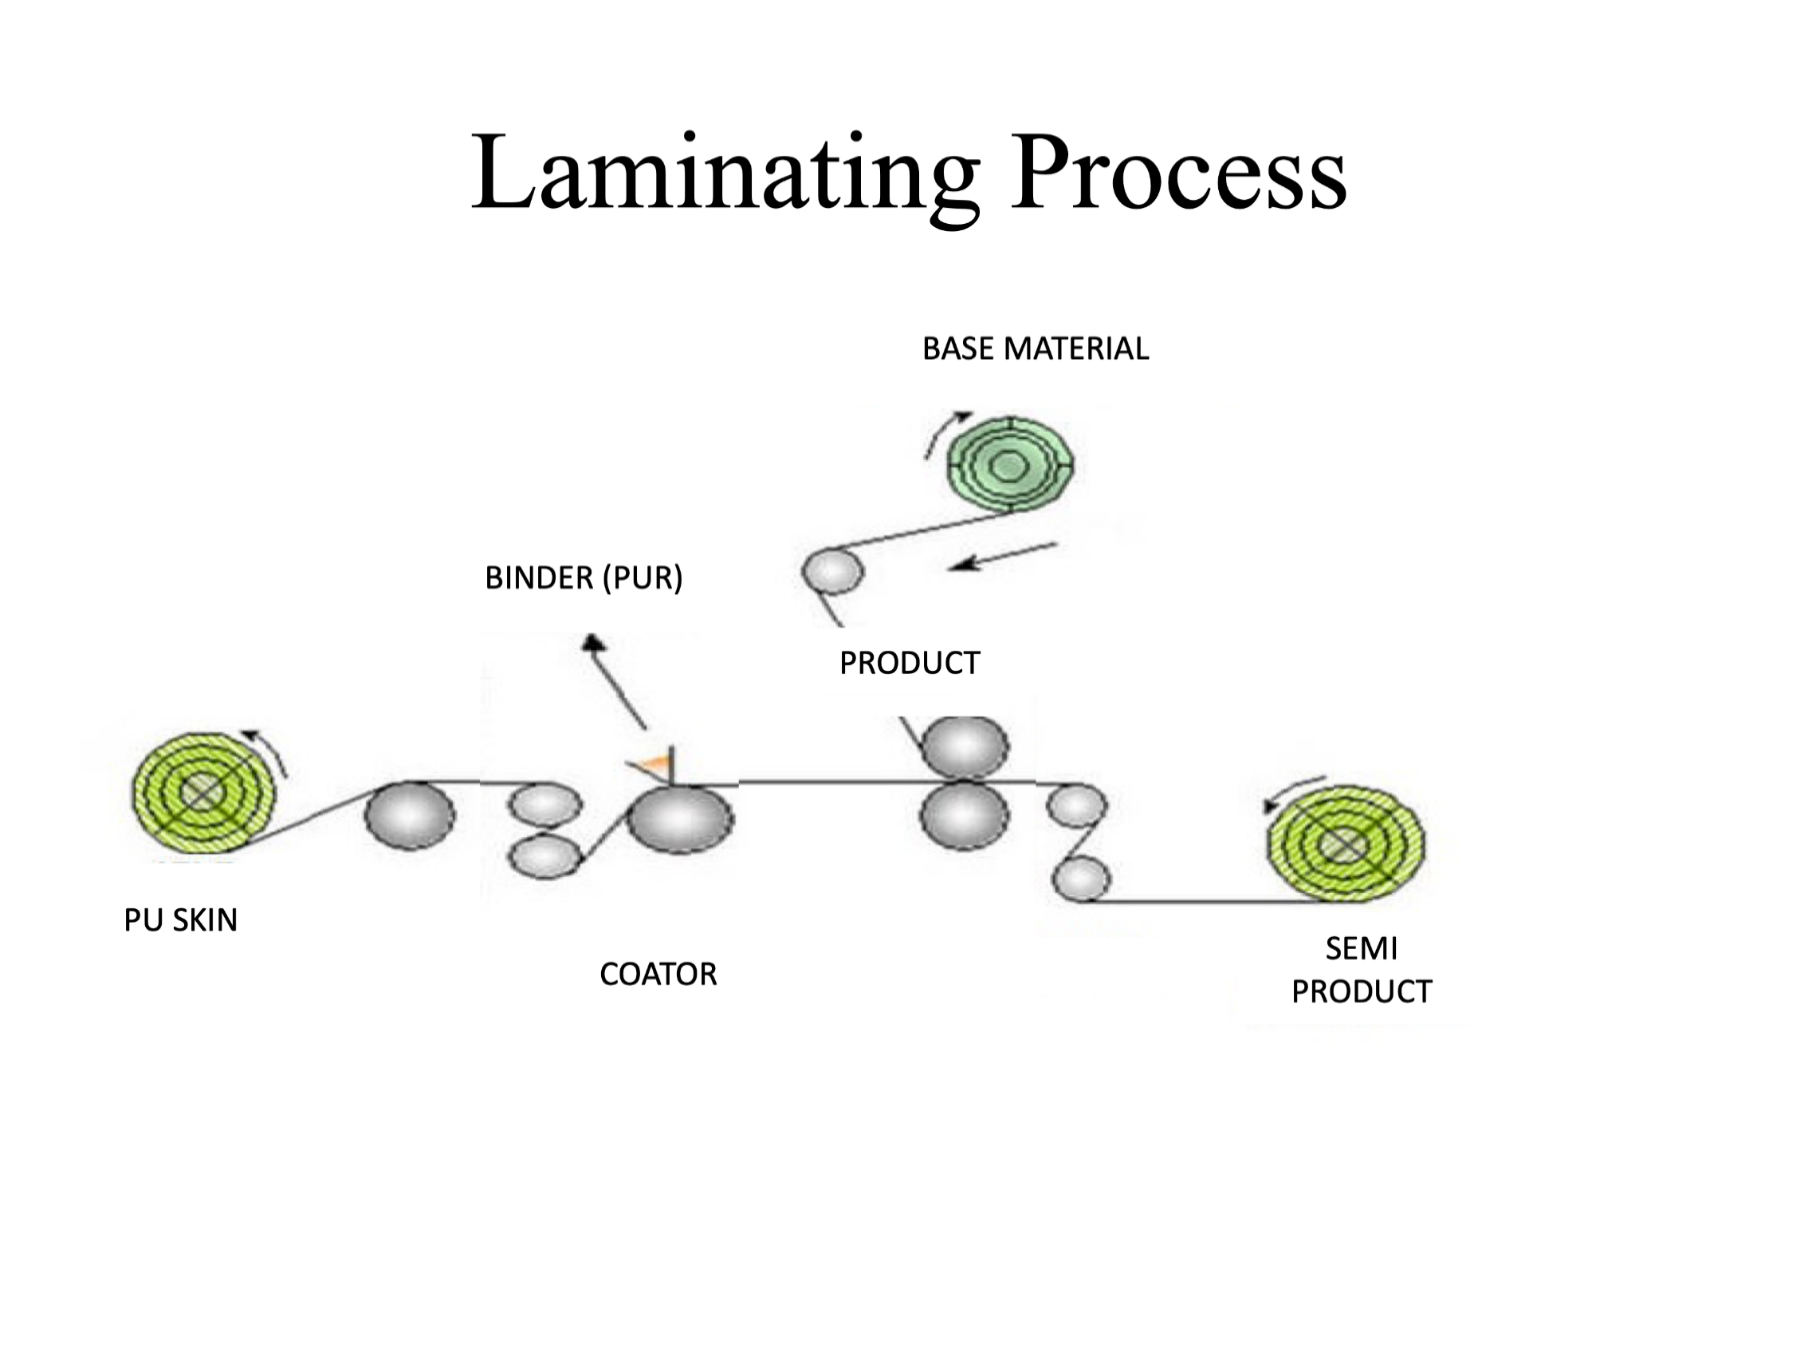 Laminating Process
BASE MATERIAL
BINDER (PUR)
PRODUCT
PU SKIN
COATOR
SEMI
PRODUCT